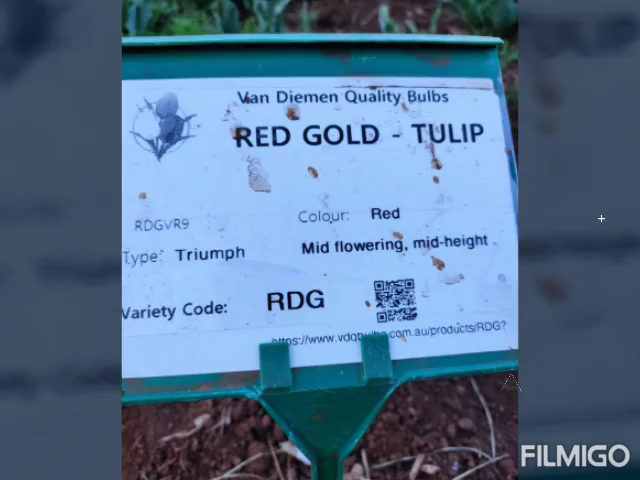 Van Diemen Quality Bulbs
RED GOLD - TULIP
RDGVR9
Colour: Red
Type: Triumph
Mid flowering, mid-height
Variety Code: RDG
https://www.vdqbulbs.com.au/products/RDG?
FILMIGO